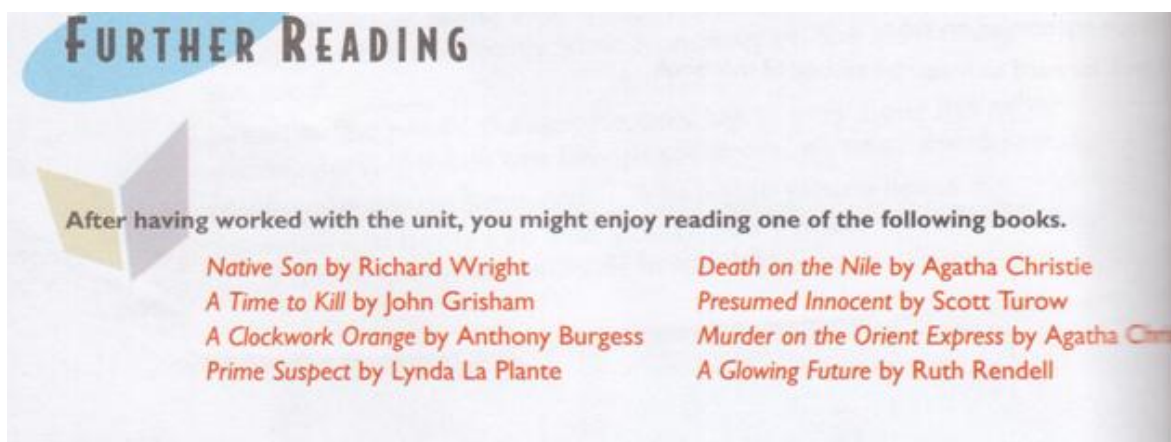 FURTHER READING
After having worked with the unit, you might enjoy reading one of the following books.
Native Son by Richard Wright
A Time to Kill by John Grisham
A Clockwork Orange by Anthony Burgess
Prime Suspect by Lynda La Plante
Death on the Nile by Agatha Christie
Presumed Innocent by Scott Turow
Murder on the Orient Express by Agatha
A Glowing Future by Ruth Rendell